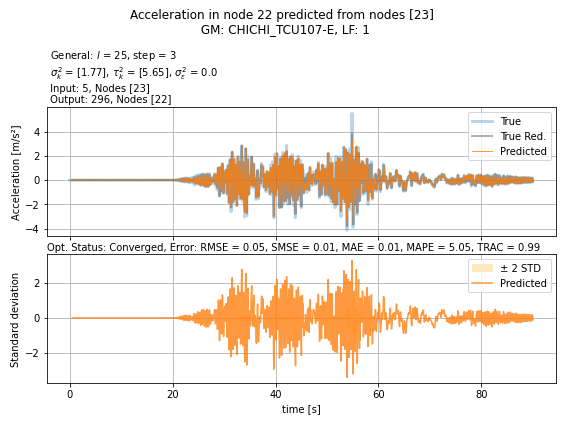 Acceleration in node 22 predicted from nodes [23]
GM: CHICHI_TCU107-E, LF: 1
General: l = 25, step = 3
σ²ₖ = [1.77], τ²ₖ = [5.65], σ²ε = 0.0
Input: 5, Nodes [23]
Output: 296, Nodes [22]
Acceleration [m/s²]
4
2
0
−2
−4
True
True Red.
Predicted
Opt. Status: Converged, Error: RMSE = 0.05, SMSE = 0.01, MAE = 0.01, MAPE = 5.05, TRAC = 0.99
Standard deviation
2
0
−2
± 2 STD
Predicted
0 20 40 60 80
time [s]